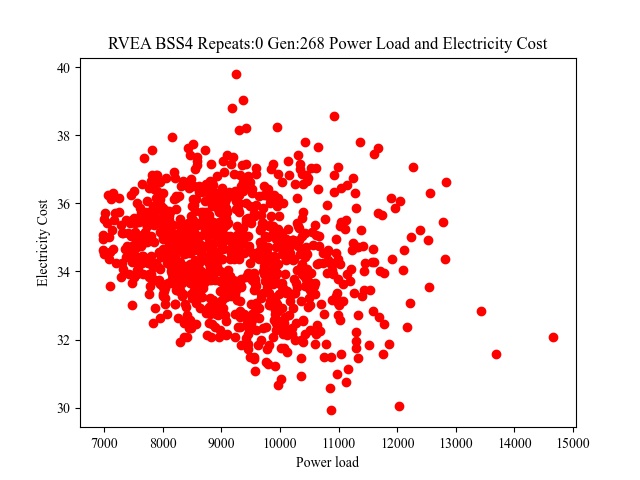 RVEA BSS4 Repeats:0 Gen:268 Power Load and Electricity Cost
40
38
36
34
32
30
Electricity Cost
7000 8000 9000 10000 11000 12000 13000 14000 15000
Power load